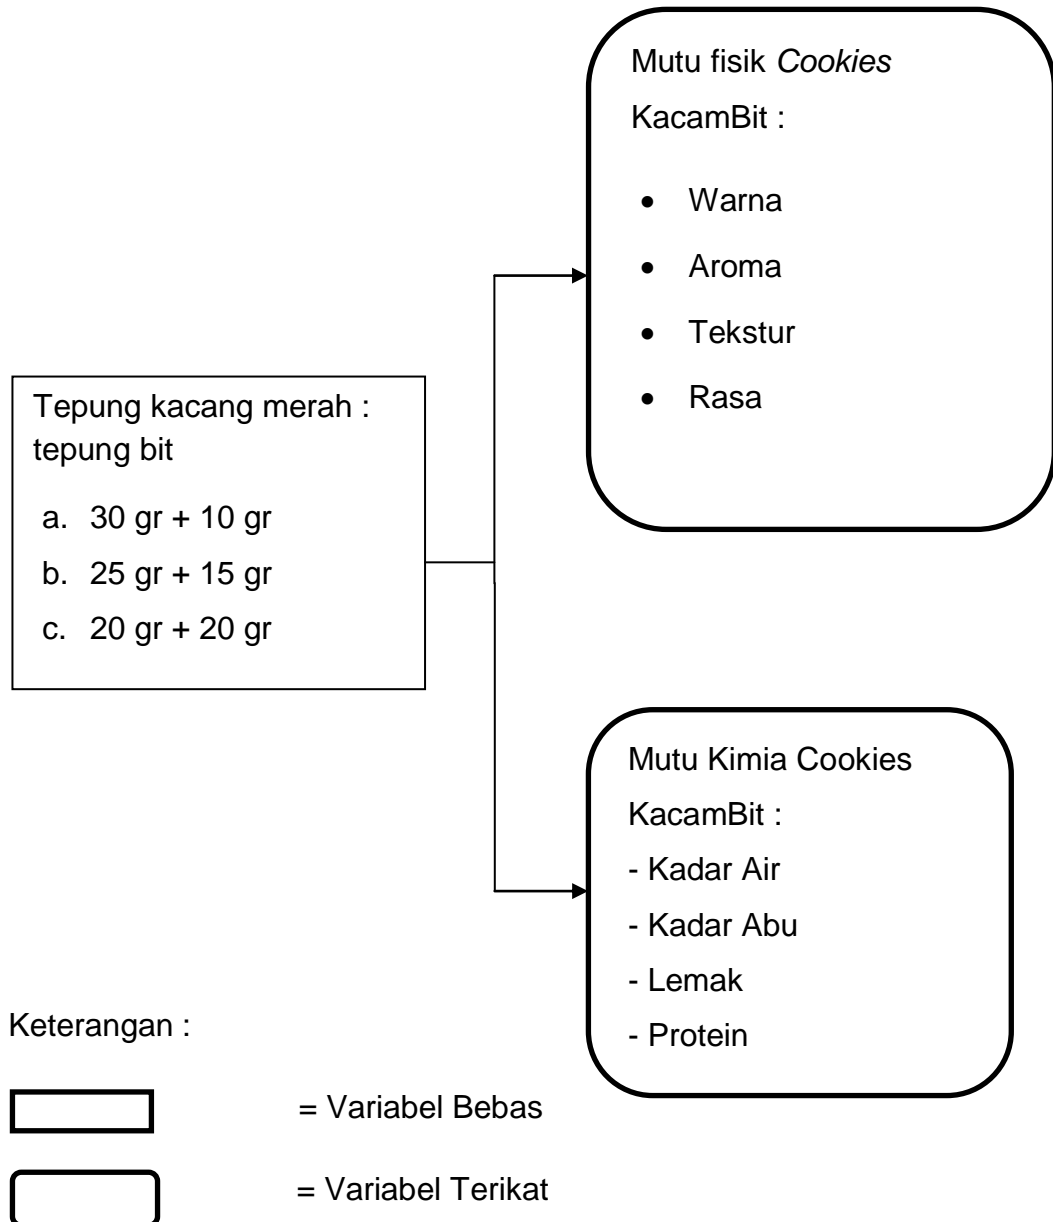 Mutu fisik Cookies
KacamBit :
• Warna
• Aroma
• Tekstur
• Rasa
Tepung kacang merah :
tepung bit
a. 30 gr + 10 gr
b. 25 gr + 15 gr
c. 20 gr + 20 gr
Mutu Kimia Cookies
KacamBit :
- Kadar Air
- Kadar Abu
- Lemak
- Protein
Keterangan :
= Variabel Bebas
= Variabel Terikat